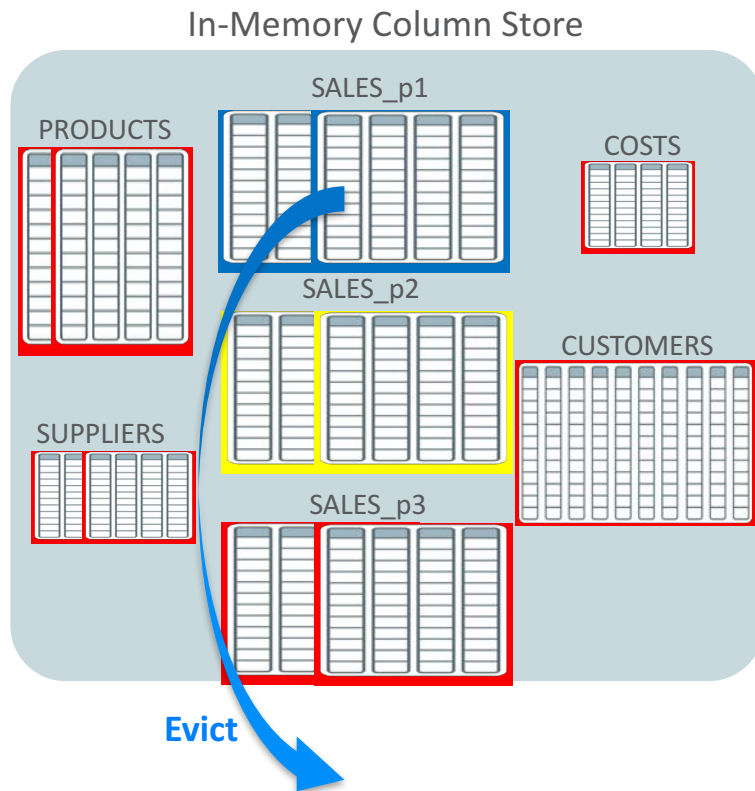 In-Memory Column Store
SALES_p1
PRODUCTS
COSTS
SALES_p2
CUSTOMERS
SUPPLIERS
SALES_p3
Evict